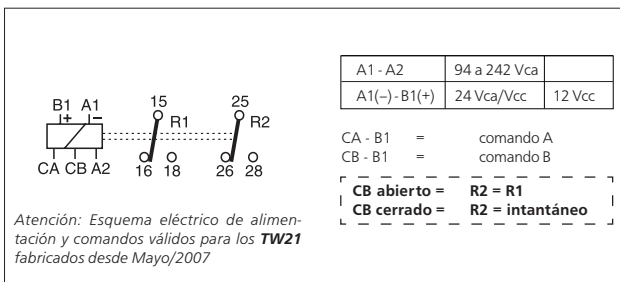 B1 A1
+ −
CA CB A2
15
R1
16 18
25
R2
26 28
Atención: Esquema eléctrico de alimen-
tación y comandos válidos para los TW21
fabricados desde Mayo/2007
A1 - A2 94 a 242 Vca
A1(−) - B1(+) 24 Vca/Vcc 12 Vcc
CA - B1 = comando A
CB - B1 = comando B
CB abierto = R2 = R1
CB cerrado = R2 = intantáneo